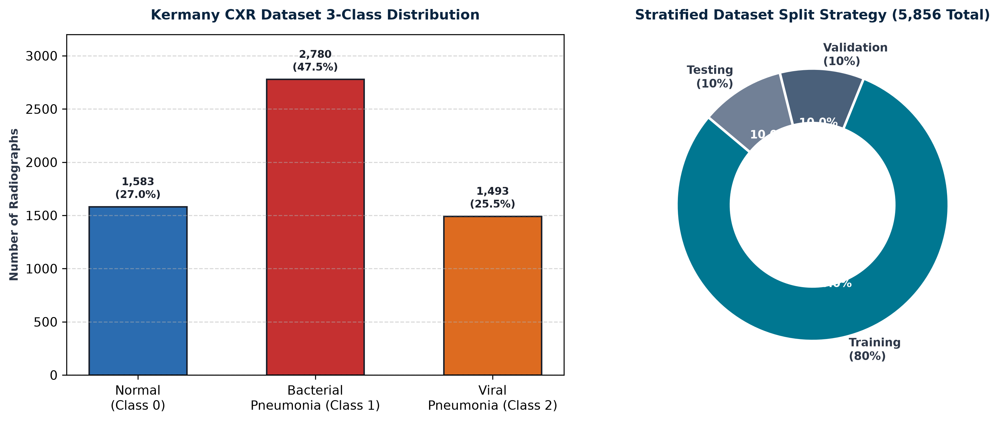 Kermany CXR Dataset 3-Class Distribution
Number of Radiographs
3000
2500
2000
1500
1000
500
0
1,583
(27.0%)
2,780
(47.5%)
1,493
(25.5%)
Normal
(Class 0)
Bacterial
Pneumonia (Class 1)
Viral
Pneumonia (Class 2)
Stratified Dataset Split Strategy (5,856 Total)
Validation
(10%)
Testing
(10%)
10.0%
Training
(80%)